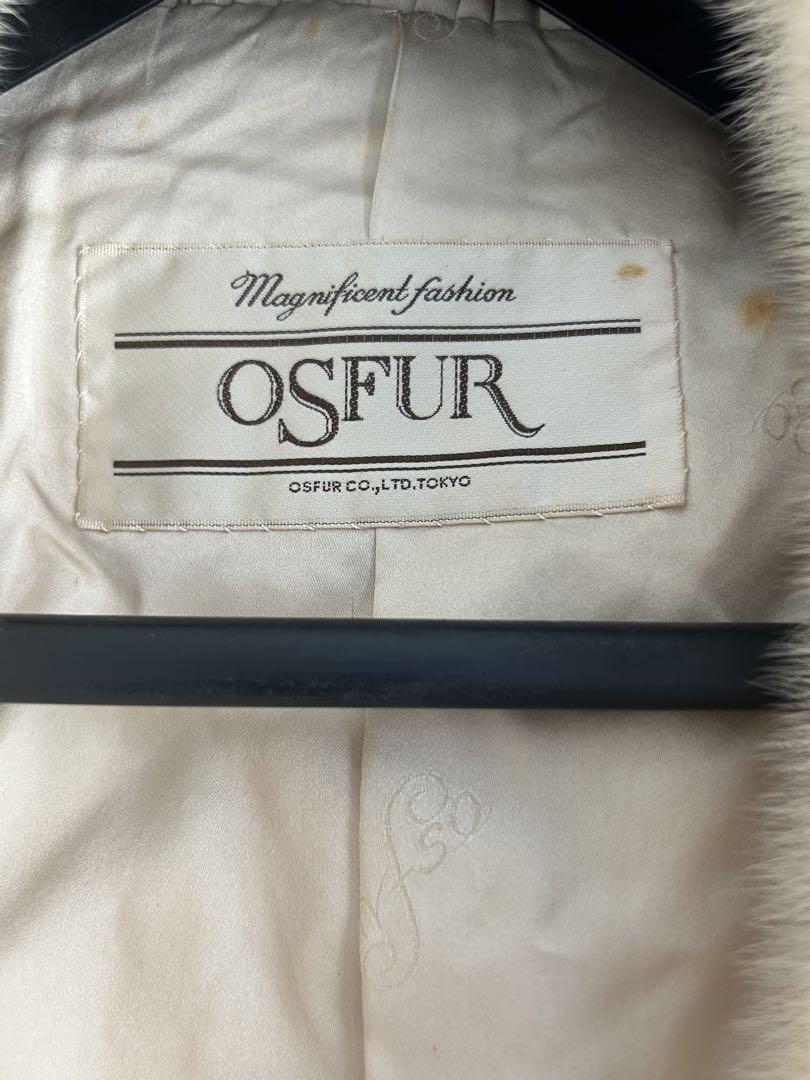 Magnificent fashion
OSFUR
OSFUR CO.,LTD.TOKYO